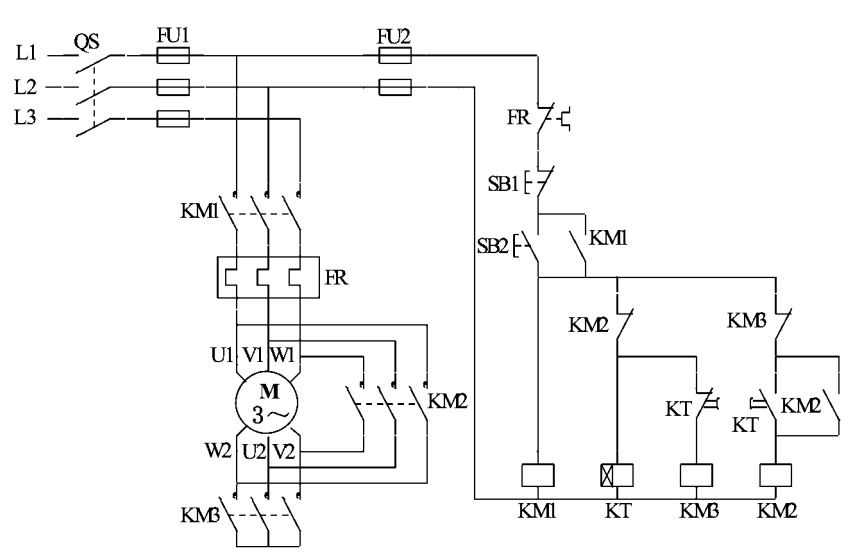 QS FU1 FU2
L1
L2
L3
FR
SB1
KM1
SB2 KM1
FR
KM2 KM3
U1 V1 W1
M
3～
KM2 KT KT KM2
W2 U2 V2
KM3
KM1 KT KM3 KM2